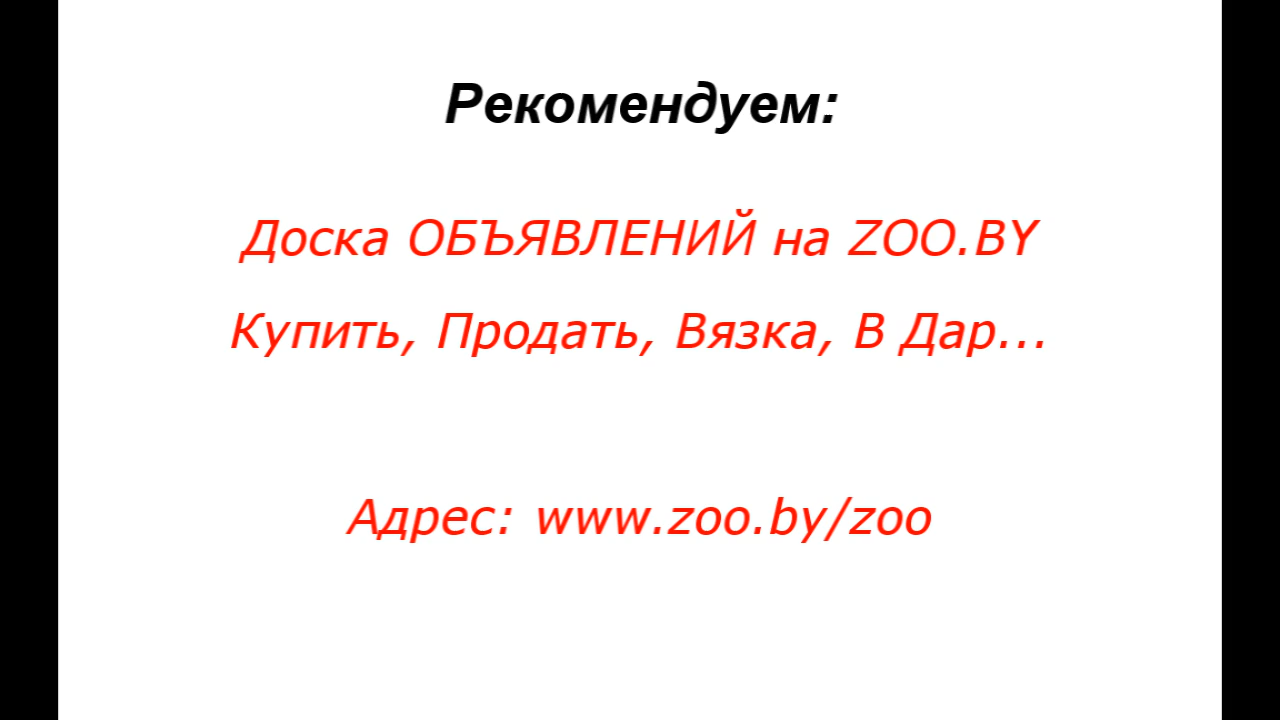 Рекомендуем:
Доска ОБЪЯВЛЕНИЙ на ZOO.BY
Купить, Продать, Вязка, В Дар...
Адрес: www.zoo.by/zoo